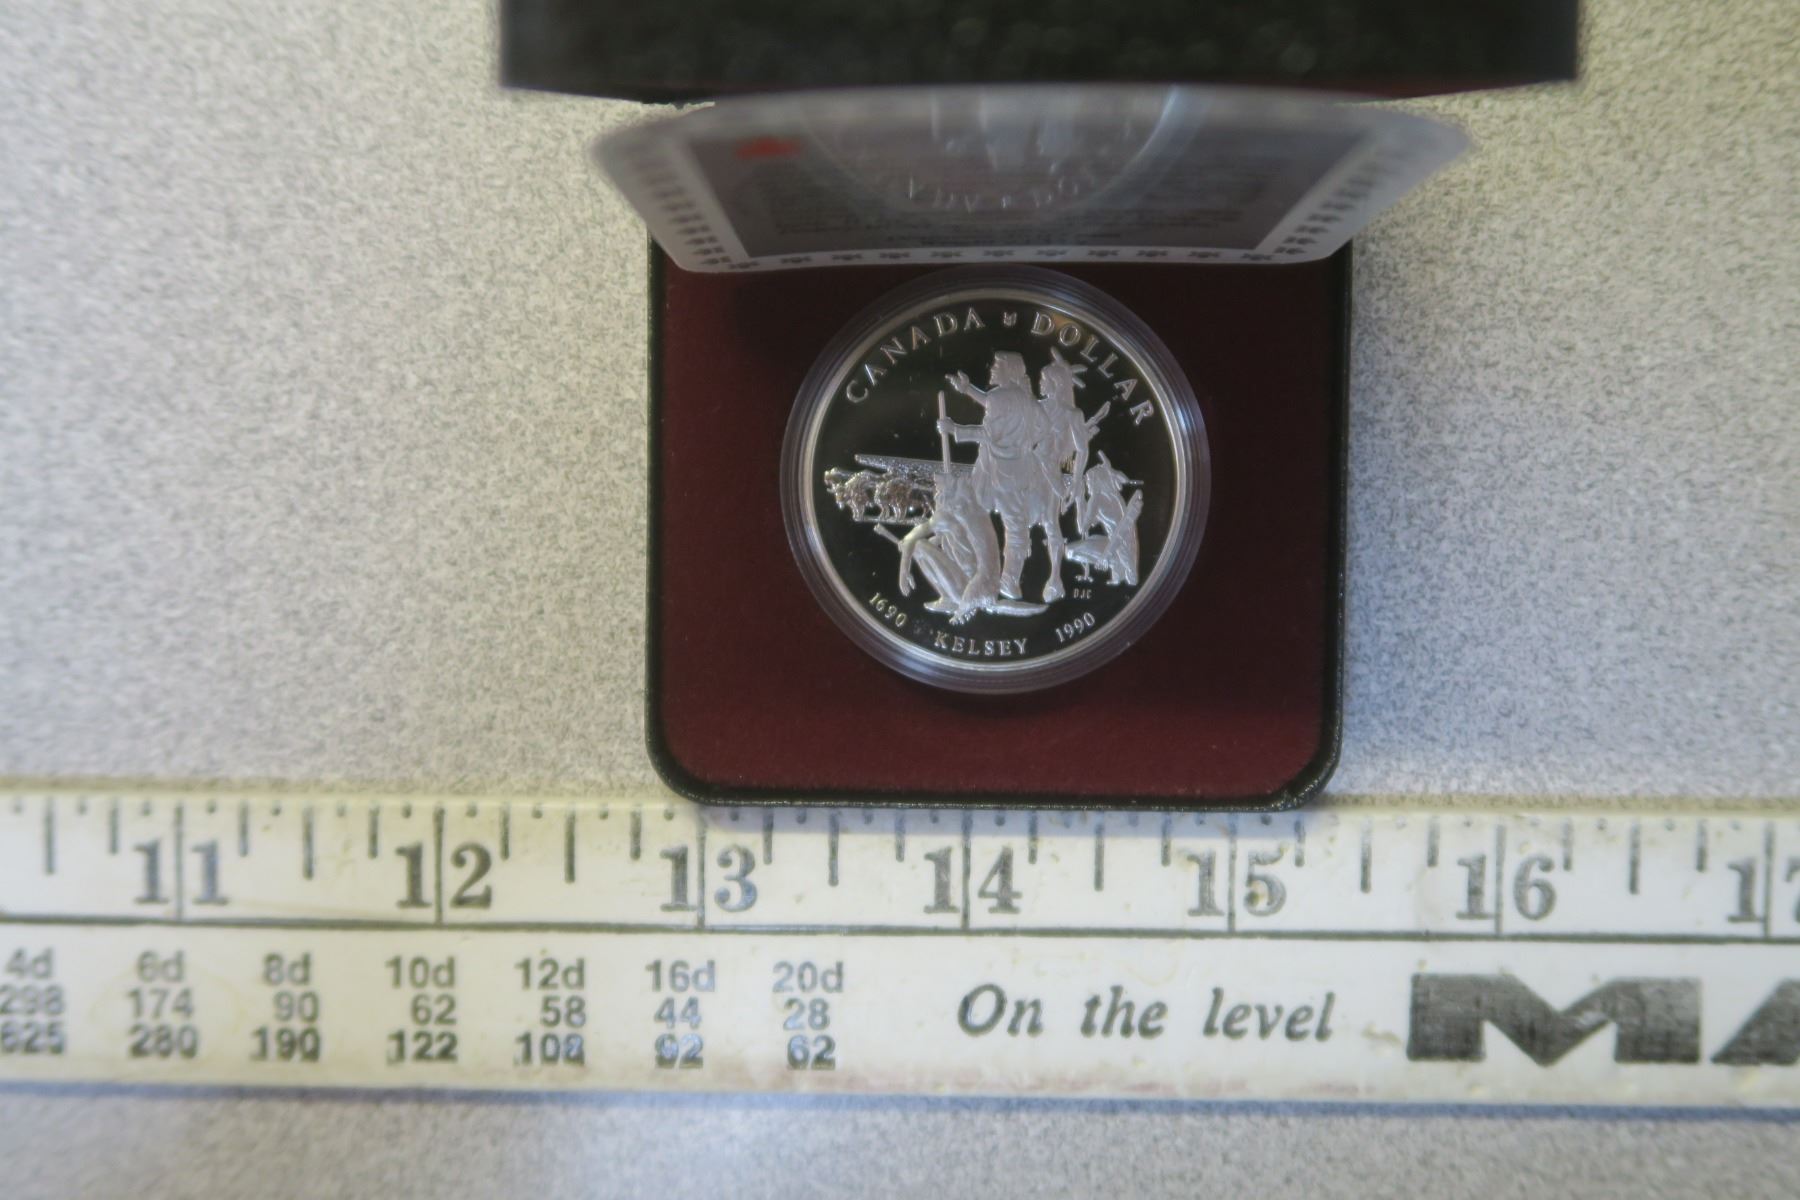 CANADA DOLLAR
DJC
1690 KELSEY 1990
11 12 13 14 15 16
4d 6d 8d 10d 12d 16d 20d
298 174 90 62 58 44 28
625 280 190 122 108 92 62
On the level